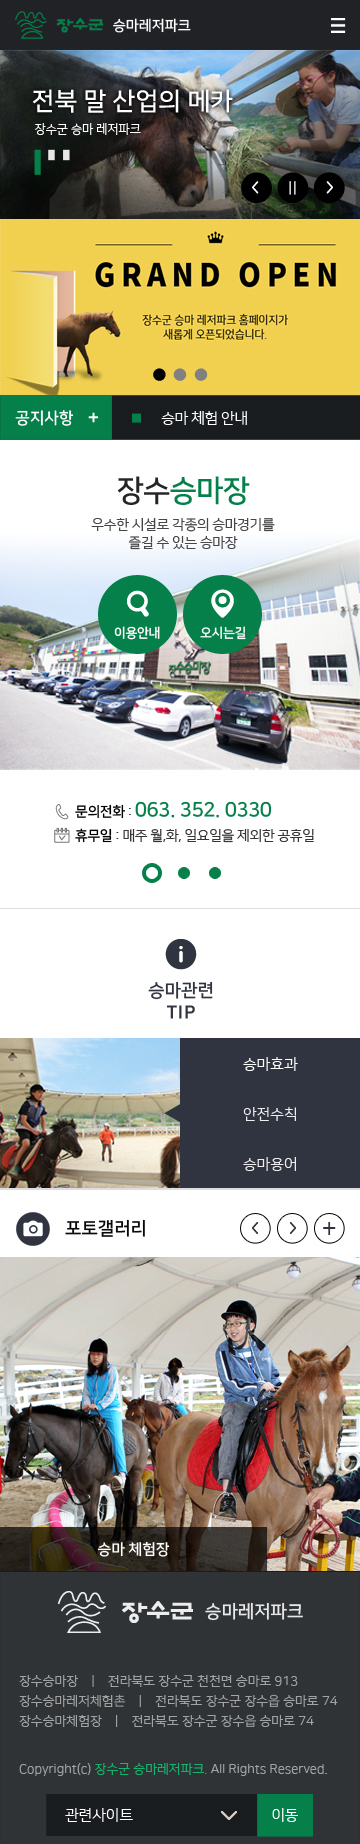 장수군 승마레저파크
전북 말 산업의 메카
장수군 승마 레저파크
GRAND OPEN
장수군 승마 레저파크 홈페이지가
새롭게 오픈되었습니다.
공지사항 + 승마 체험 안내
장수승마장
우수한 시설로 각종의 승마경기를
즐길 수 있는 승마장
이용안내 오시는길
장수승마장
문의전화 : 063. 352. 0330
휴무일 : 매주 월,화, 일요일을 제외한 공휴일
승마관련
TIP
승마효과
안전수칙
승마용어
포토갤러리
승마 체험장
장수군 승마레저파크
장수승마장 | 전라북도 장수군 천천면 승마로 913
장수승마레저체험촌 | 전라북도 장수군 장수읍 승마로 74
장수승마체험장 | 전라북도 장수군 장수읍 승마로 74
Copyright(c) 장수군 승마레저파크. All Rights Reserved.
관련사이트 이동